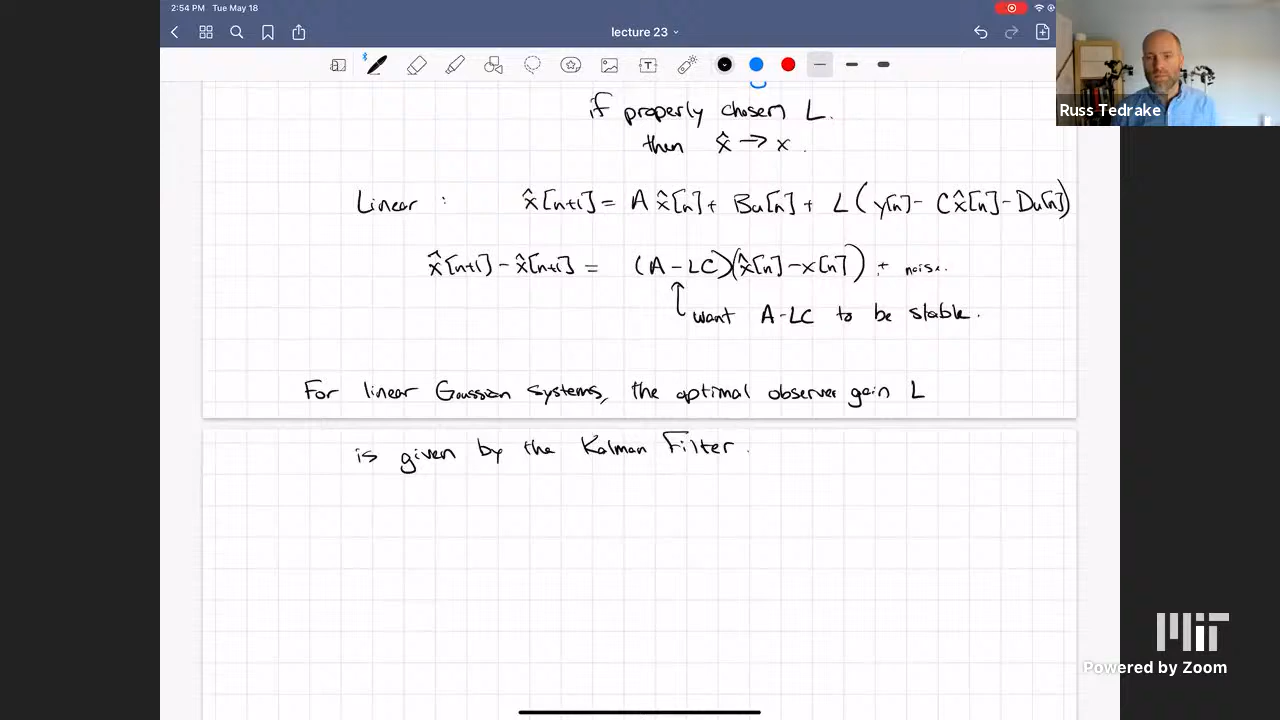 2:54 PM Tue May 18
lecture 23
Russ Tedrake
if properly chosen L.
then x̂ → x.
Linear : x̂[n+1] = A x̂[n] + Bu[n] + L(y[n] - Cx̂[n] - Du[n])
x̂[n+1] - x̂[n+1] = (A - LC)(x̂[n] - x[n]) + noise.
want A-LC to be stable.
For linear Gaussian systems, the optimal observer gain L
is given by the Kalman Filter.
MIT
Powered by Zoom